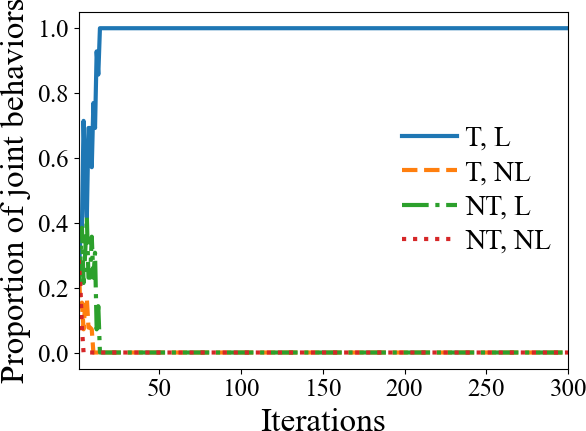 Proportion of joint behaviors
1.0
0.8
0.6
0.4
0.2
0.0
T, L
T, NL
NT, L
NT, NL
50 100 150 200 250 300
Iterations